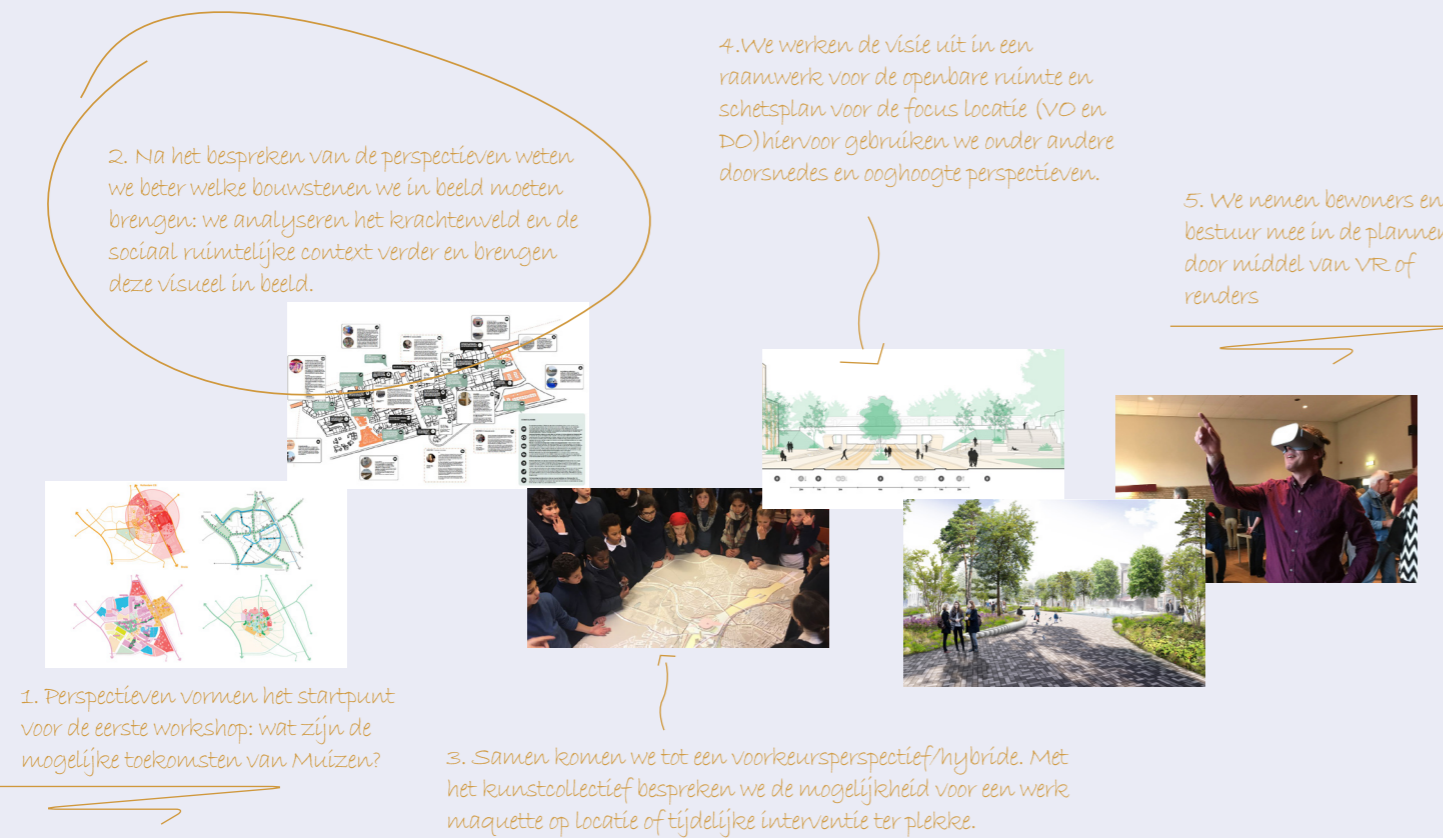 1. Perspectieven vormen het startpunt
voor de eerste workshop: wat zijn de
mogelijke toekomsten van Muizen?
2. Na het bespreken van de perspectieven weten
we beter welke bouwstenen we in beeld moeten
brengen: we analyseren het krachtenveld en de
sociaal ruimtelijke context verder en brengen
deze visueel in beeld.
3. Samen komen we tot een voorkeursperspectief/hybride. Met
het kunstcollectief bespreken we de mogelijkheid voor een werk
maquette op locatie of tijdelijke interventie ter plekke.
4.We werken de visie uit in een
raamwerk voor de openbare ruimte en
schetsplan voor de focus locatie (VO en
DO)hiervoor gebruiken we onder andere
doorsnedes en ooghoogte perspectieven.
5. We nemen bewoners en
bestuur mee in de plannen
door middel van VR of
renders